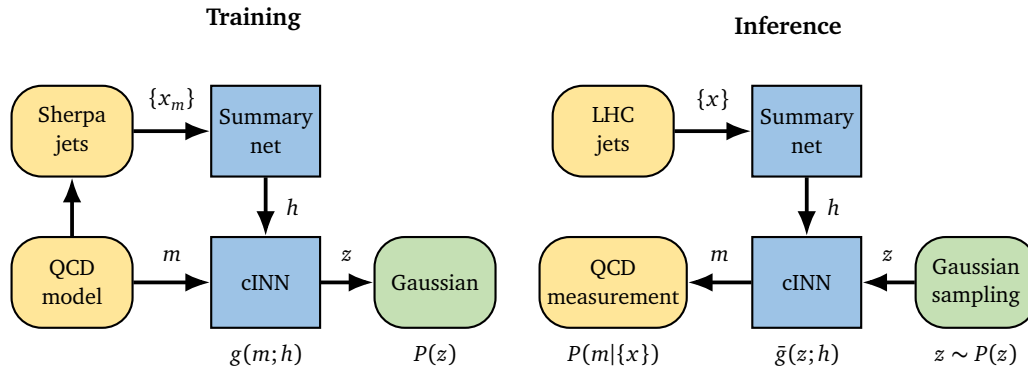 Training
{x_m}
Sherpa
jets
Summary
net
h
QCD
model
m
cINN
z
Gaussian
g(m; h)
P(z)
Inference
{x}
LHC
jets
Summary
net
h
QCD
measurement
m
cINN
z
Gaussian
sampling
P(m|{x})
ḡ(z; h)
z ∼ P(z)